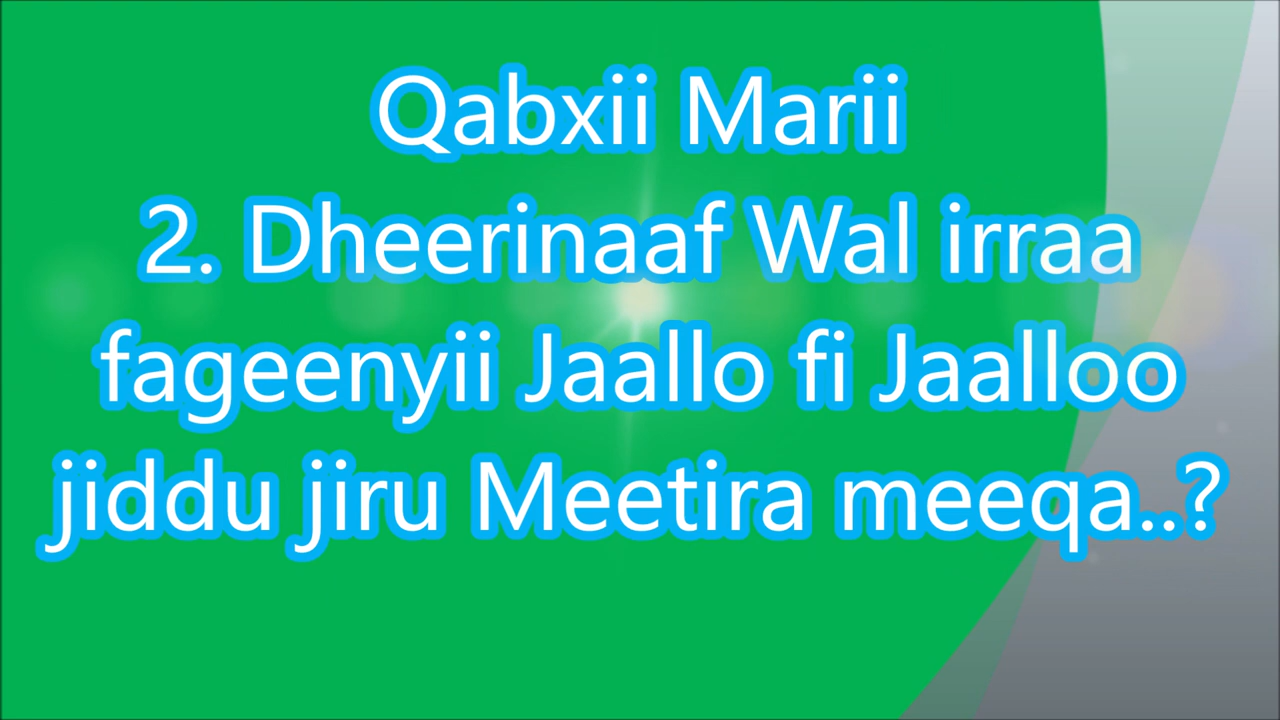 Qabxii Marii
2. Dheerinaaf Wal irraa
fageenyii Jaallo fi Jaalloo
jiddu jiru Meetira meeqa..?